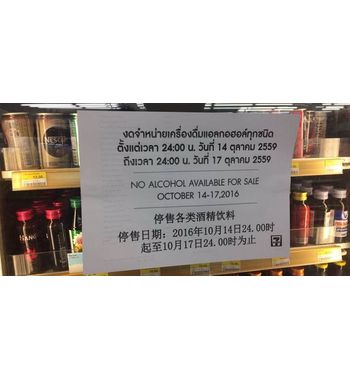 งดจำหน่ายเครื่องดื่มแอลกอฮอล์ทุกชนิด
ตั้งแต่เวลา 24:00 น. วันที่ 14 ตุลาคม 2559
ถึงเวลา 24:00 น. วันที่ 17 ตุลาคม 2559
NO ALCOHOL AVAILABLE FOR SALE
OCTOBER 14-17,2016
停售各类酒精饮料
停售日期：2016年10月14日24.00时
起至10月17日24.00时为止